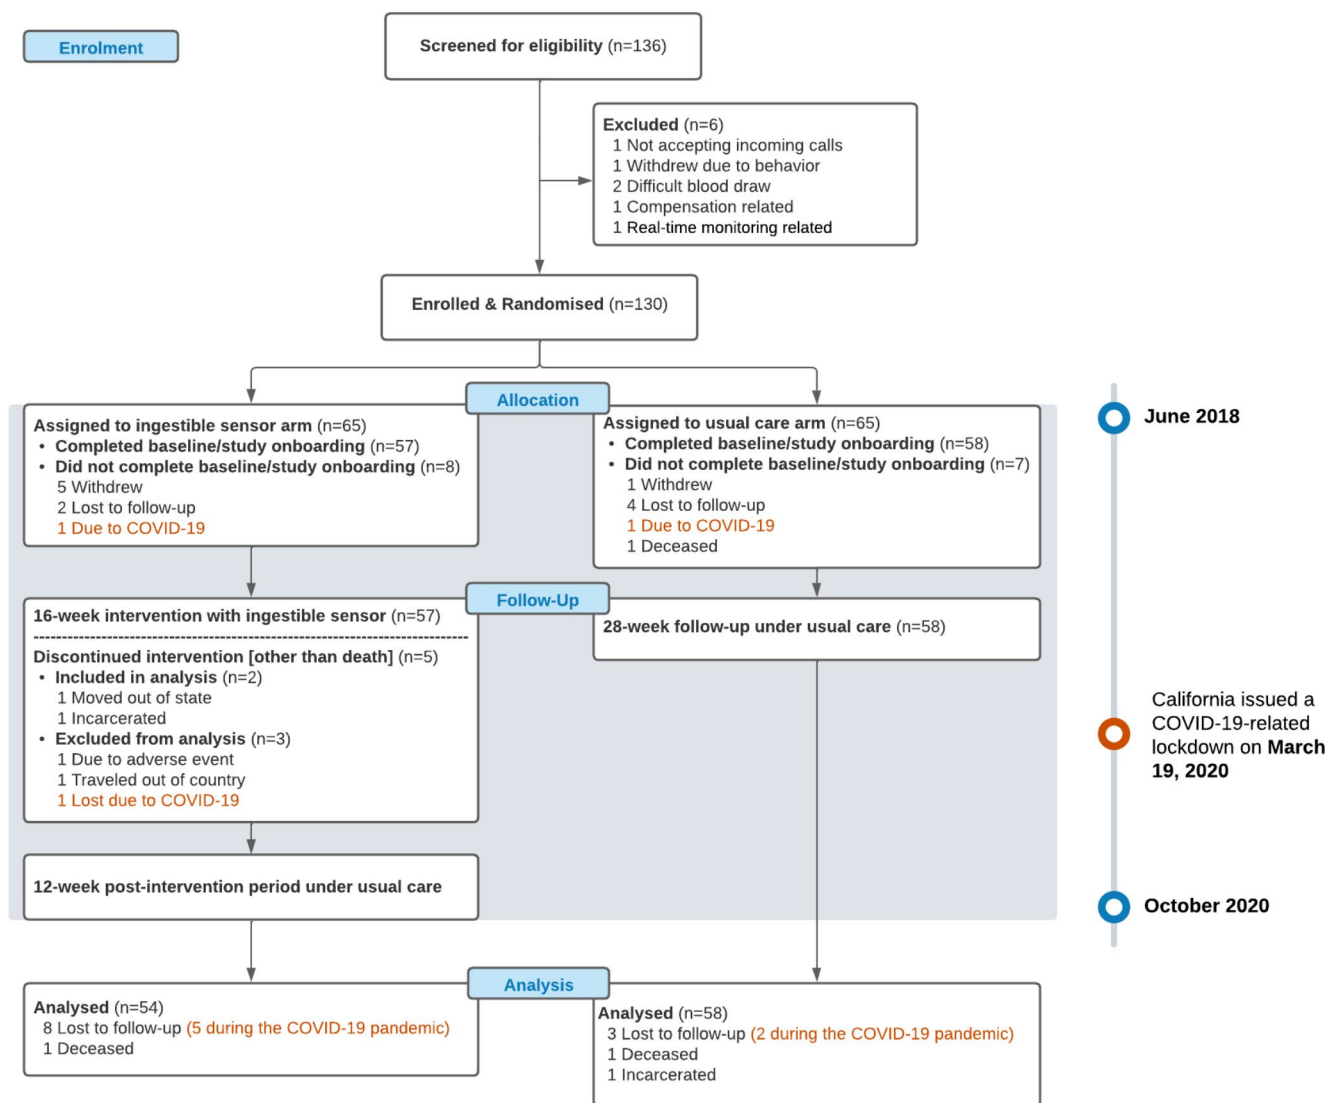 Enrolment
Screened for eligibility (n=136)
Excluded (n=6)
1 Not accepting incoming calls
1 Withdrew due to behavior
2 Difficult blood draw
1 Compensation related
1 Real-time monitoring related
Enrolled & Randomised (n=130)
Allocation
Assigned to ingestible sensor arm (n=65)
• Completed baseline/study onboarding (n=57)
• Did not complete baseline/study onboarding (n=8)
5 Withdrew
2 Lost to follow-up
1 Due to COVID-19
Assigned to usual care arm (n=65)
• Completed baseline/study onboarding (n=58)
• Did not complete baseline/study onboarding (n=7)
1 Withdrew
4 Lost to follow-up
1 Due to COVID-19
1 Deceased
June 2018
Follow-Up
16-week intervention with ingestible sensor (n=57)
Discontinued intervention [other than death] (n=5)
• Included in analysis (n=2)
1 Moved out of state
1 Incarcerated
• Excluded from analysis (n=3)
1 Due to adverse event
1 Traveled out of country
1 Lost due to COVID-19
28-week follow-up under usual care (n=58)
California issued a
COVID-19-related
lockdown on March
19, 2020
12-week post-intervention period under usual care
October 2020
Analysis
Analysed (n=54)
8 Lost to follow-up (5 during the COVID-19 pandemic)
1 Deceased
Analysed (n=58)
3 Lost to follow-up (2 during the COVID-19 pandemic)
1 Deceased
1 Incarcerated